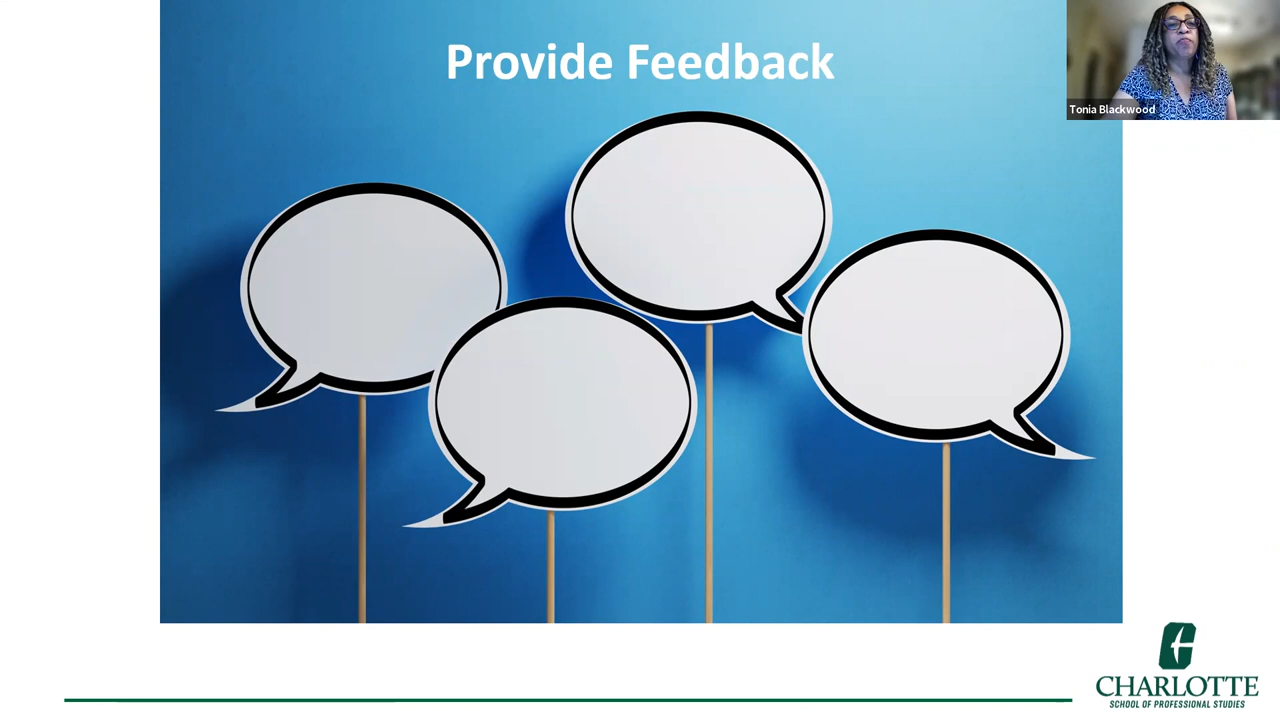 Provide Feedback
Tonia Blackwood
CHARLOTTE
SCHOOL OF PROFESSIONAL STUDIES